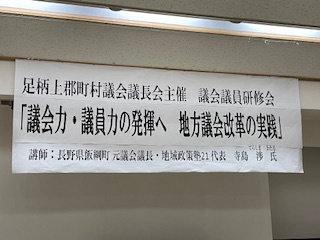 足柄上郡町村議会議長会主催 議会議員研修会
「議会力・議員力の発揮へ 地方議会改革の実践」
講師:長野県飯綱町 元議会議長・地域政策塾21 代表 寺島 渉 氏